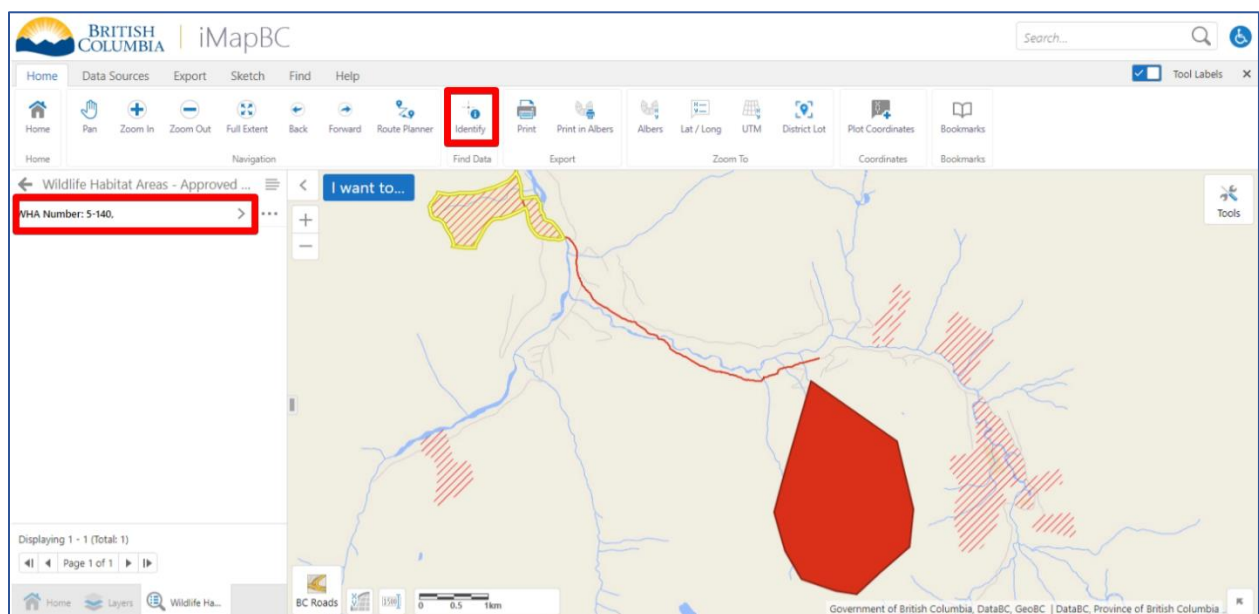 BRITISH
COLUMBIA
iMapBC
Search...
Home Data Sources Export Sketch Find Help
Tool Labels
Home Pan Zoom In Zoom Out Full Extent Back Forward Route Planner Identify Print Print in Albers Albers Lat / Long UTM District Lot Plot Coordinates Bookmarks
Home Navigation Find Data Export Zoom To Coordinates Bookmarks
Wildlife Habitat Areas - Approved ...
I want to...
WHA Number: 5-140,
Tools
Displaying 1 - 1 (Total: 1)
Page 1 of 1
Home Layers Wildlife Ha...
BC Roads
0 0.5 1km
Government of British Columbia, DataBC, GeoBC | DataBC, Province of British Columbia